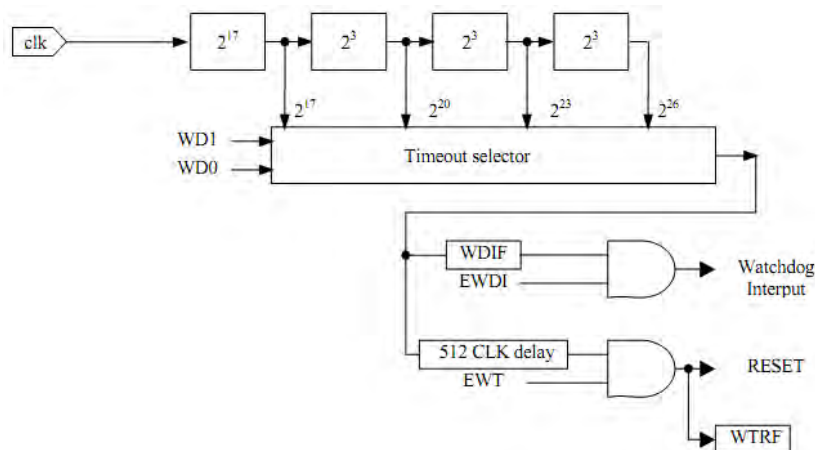 clk
2^17
2^3
2^3
2^3
2^17
2^20
2^23
2^26
WD1
WD0
Timeout selector
WDIF
EWDI
Watchdog
Interput
512 CLK delay
EWT
RESET
WTRF